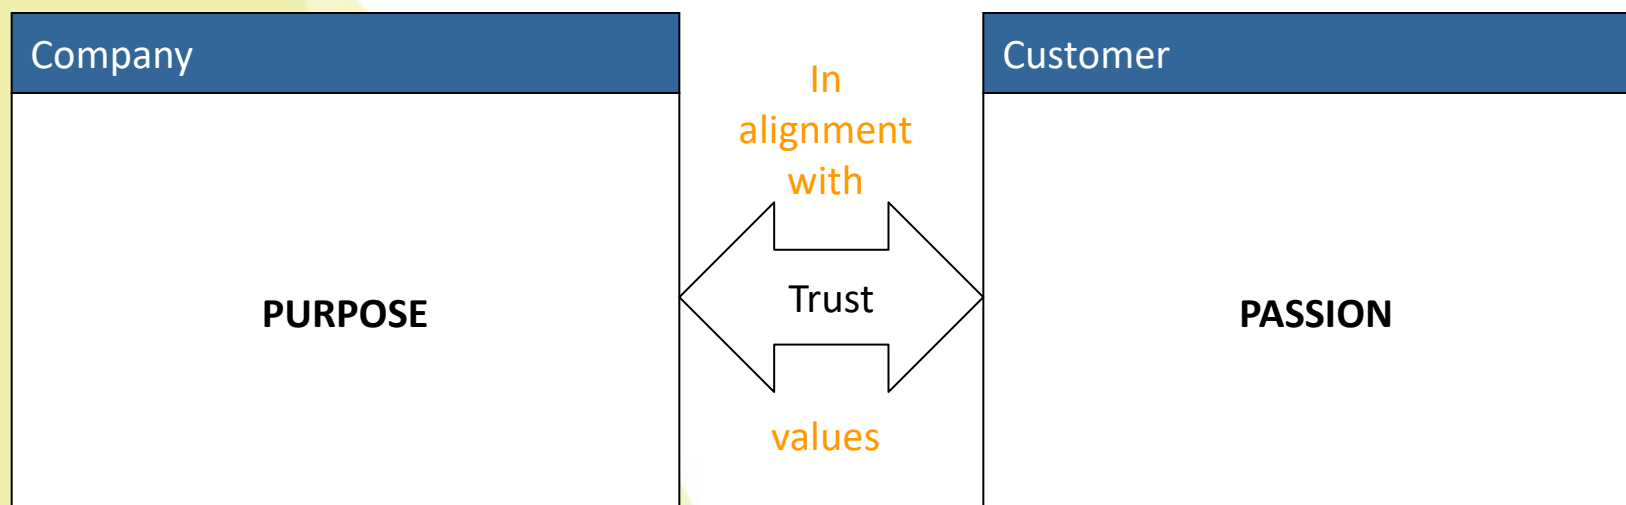 Company
PURPOSE
In
alignment
with
Trust
values
Customer
PASSION